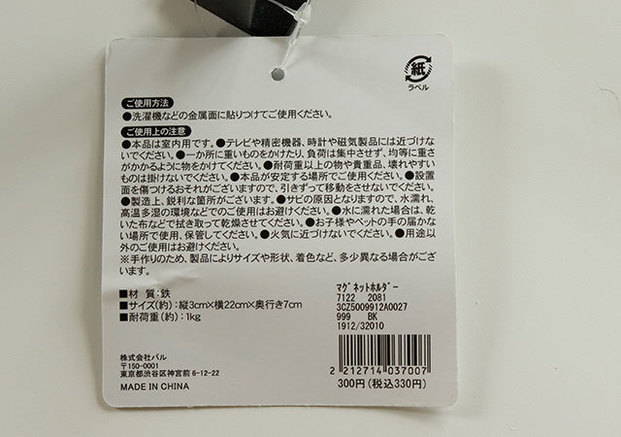 紙
ラベル
ご使用方法
●洗濯機などの金属面に貼りつけてご使用ください。
ご使用上の注意
●本品は室内用です。●テレビや精密機器、時計や磁気製品には近づけな
いでください。●一か所に重いものをかけたり、負荷は集中させず、均等に重さ
がかかるように物をかけてください。●耐荷重以上の物や貴重品、壊れやすい
ものは掛けないでください。●本品が安定する場所でご使用ください。●設置
面を傷つけるおそれがございますので、引きずって移動をさせないでください。
●製造上、鋭利な箇所がございます。●サビの原因となりますので、水濡れ、
高温多湿の環境などでのご使用はお避けください。●水に濡れた場合は、乾
いた布などで拭き取って乾燥させてください。●お子様やペットの手の届かな
い場所で使用、保管してください。●火気に近づけないでください。●用途以
外のご使用はお避けください。
※手作りのため、製品によりサイズや形状、着色など、多少異なる場合がござ
います。
■材 質：鉄
■サイズ（約）：縦3cm×横22cm×奥行き7cm
■耐荷重（約）：1kg
マグネットホルダー
7122 2081
3CZ5009912A0027
999 BK
1912/32010
株式会社パル
〒150-0001
東京都渋谷区神宮前 6-12-22
MADE IN CHINA
2 212714 037007
300円（税込330円）